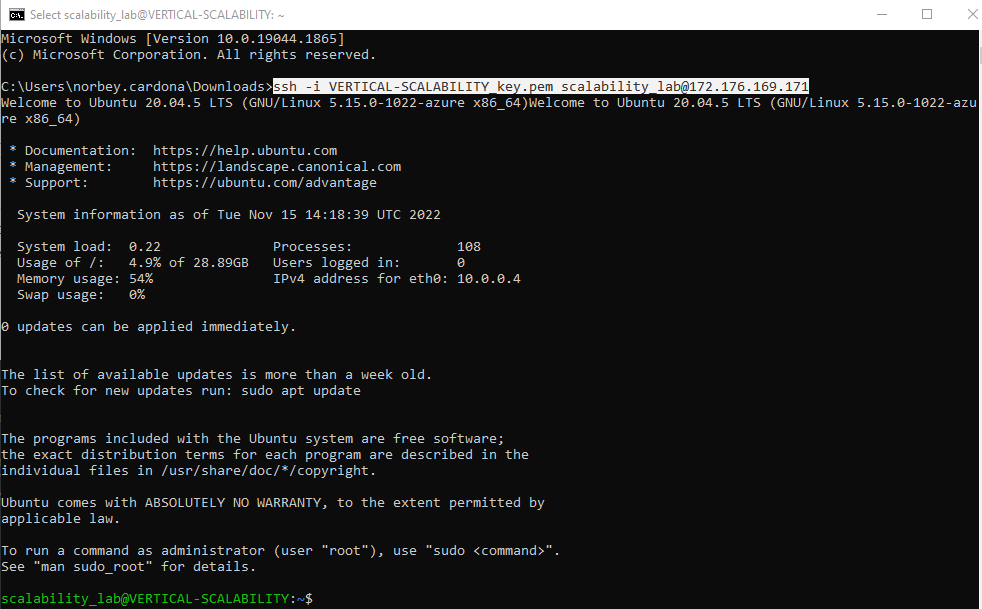 Select scalability_lab@VERTICAL-SCALABILITY: ~
Microsoft Windows [Version 10.0.19044.1865]
(c) Microsoft Corporation. All rights reserved.
C:\Users\norbey.cardona\Downloads>ssh -i VERTICAL-SCALABILITY_key.pem scalability_lab@172.176.169.171
Welcome to Ubuntu 20.04.5 LTS (GNU/Linux 5.15.0-1022-azure x86_64)Welcome to Ubuntu 20.04.5 LTS (GNU/Linux 5.15.0-1022-azu
re x86_64)
* Documentation:  https://help.ubuntu.com
* Management:     https://landscape.canonical.com
* Support:        https://ubuntu.com/advantage
System information as of Tue Nov 15 14:18:39 UTC 2022
System load:  0.22              Processes:             108
Usage of /:   4.9% of 28.89GB   Users logged in:       0
Memory usage: 54%               IPv4 address for eth0: 10.0.0.4
Swap usage:   0%
0 updates can be applied immediately.
The list of available updates is more than a week old.
To check for new updates run: sudo apt update
The programs included with the Ubuntu system are free software;
the exact distribution terms for each program are described in the
individual files in /usr/share/doc/*/copyright.
Ubuntu comes with ABSOLUTELY NO WARRANTY, to the extent permitted by
applicable law.
To run a command as administrator (user "root"), use "sudo <command>".
See "man sudo_root" for details.
scalability_lab@VERTICAL-SCALABILITY:~$